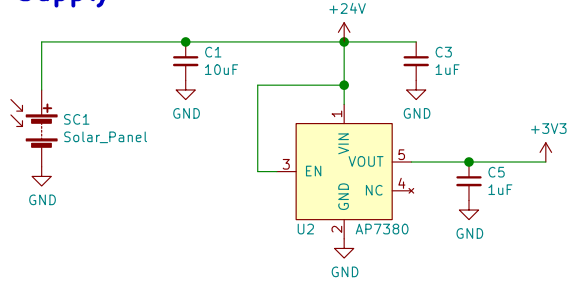 Supply
+24V
C1
10uF
C3
1uF
GND
GND
+
SC1
Solar_Panel
GND
1
VIN
3
EN
VOUT
5
+3V3
C5
1uF
NC
4
GND
2
U2
AP7380
GND
GND